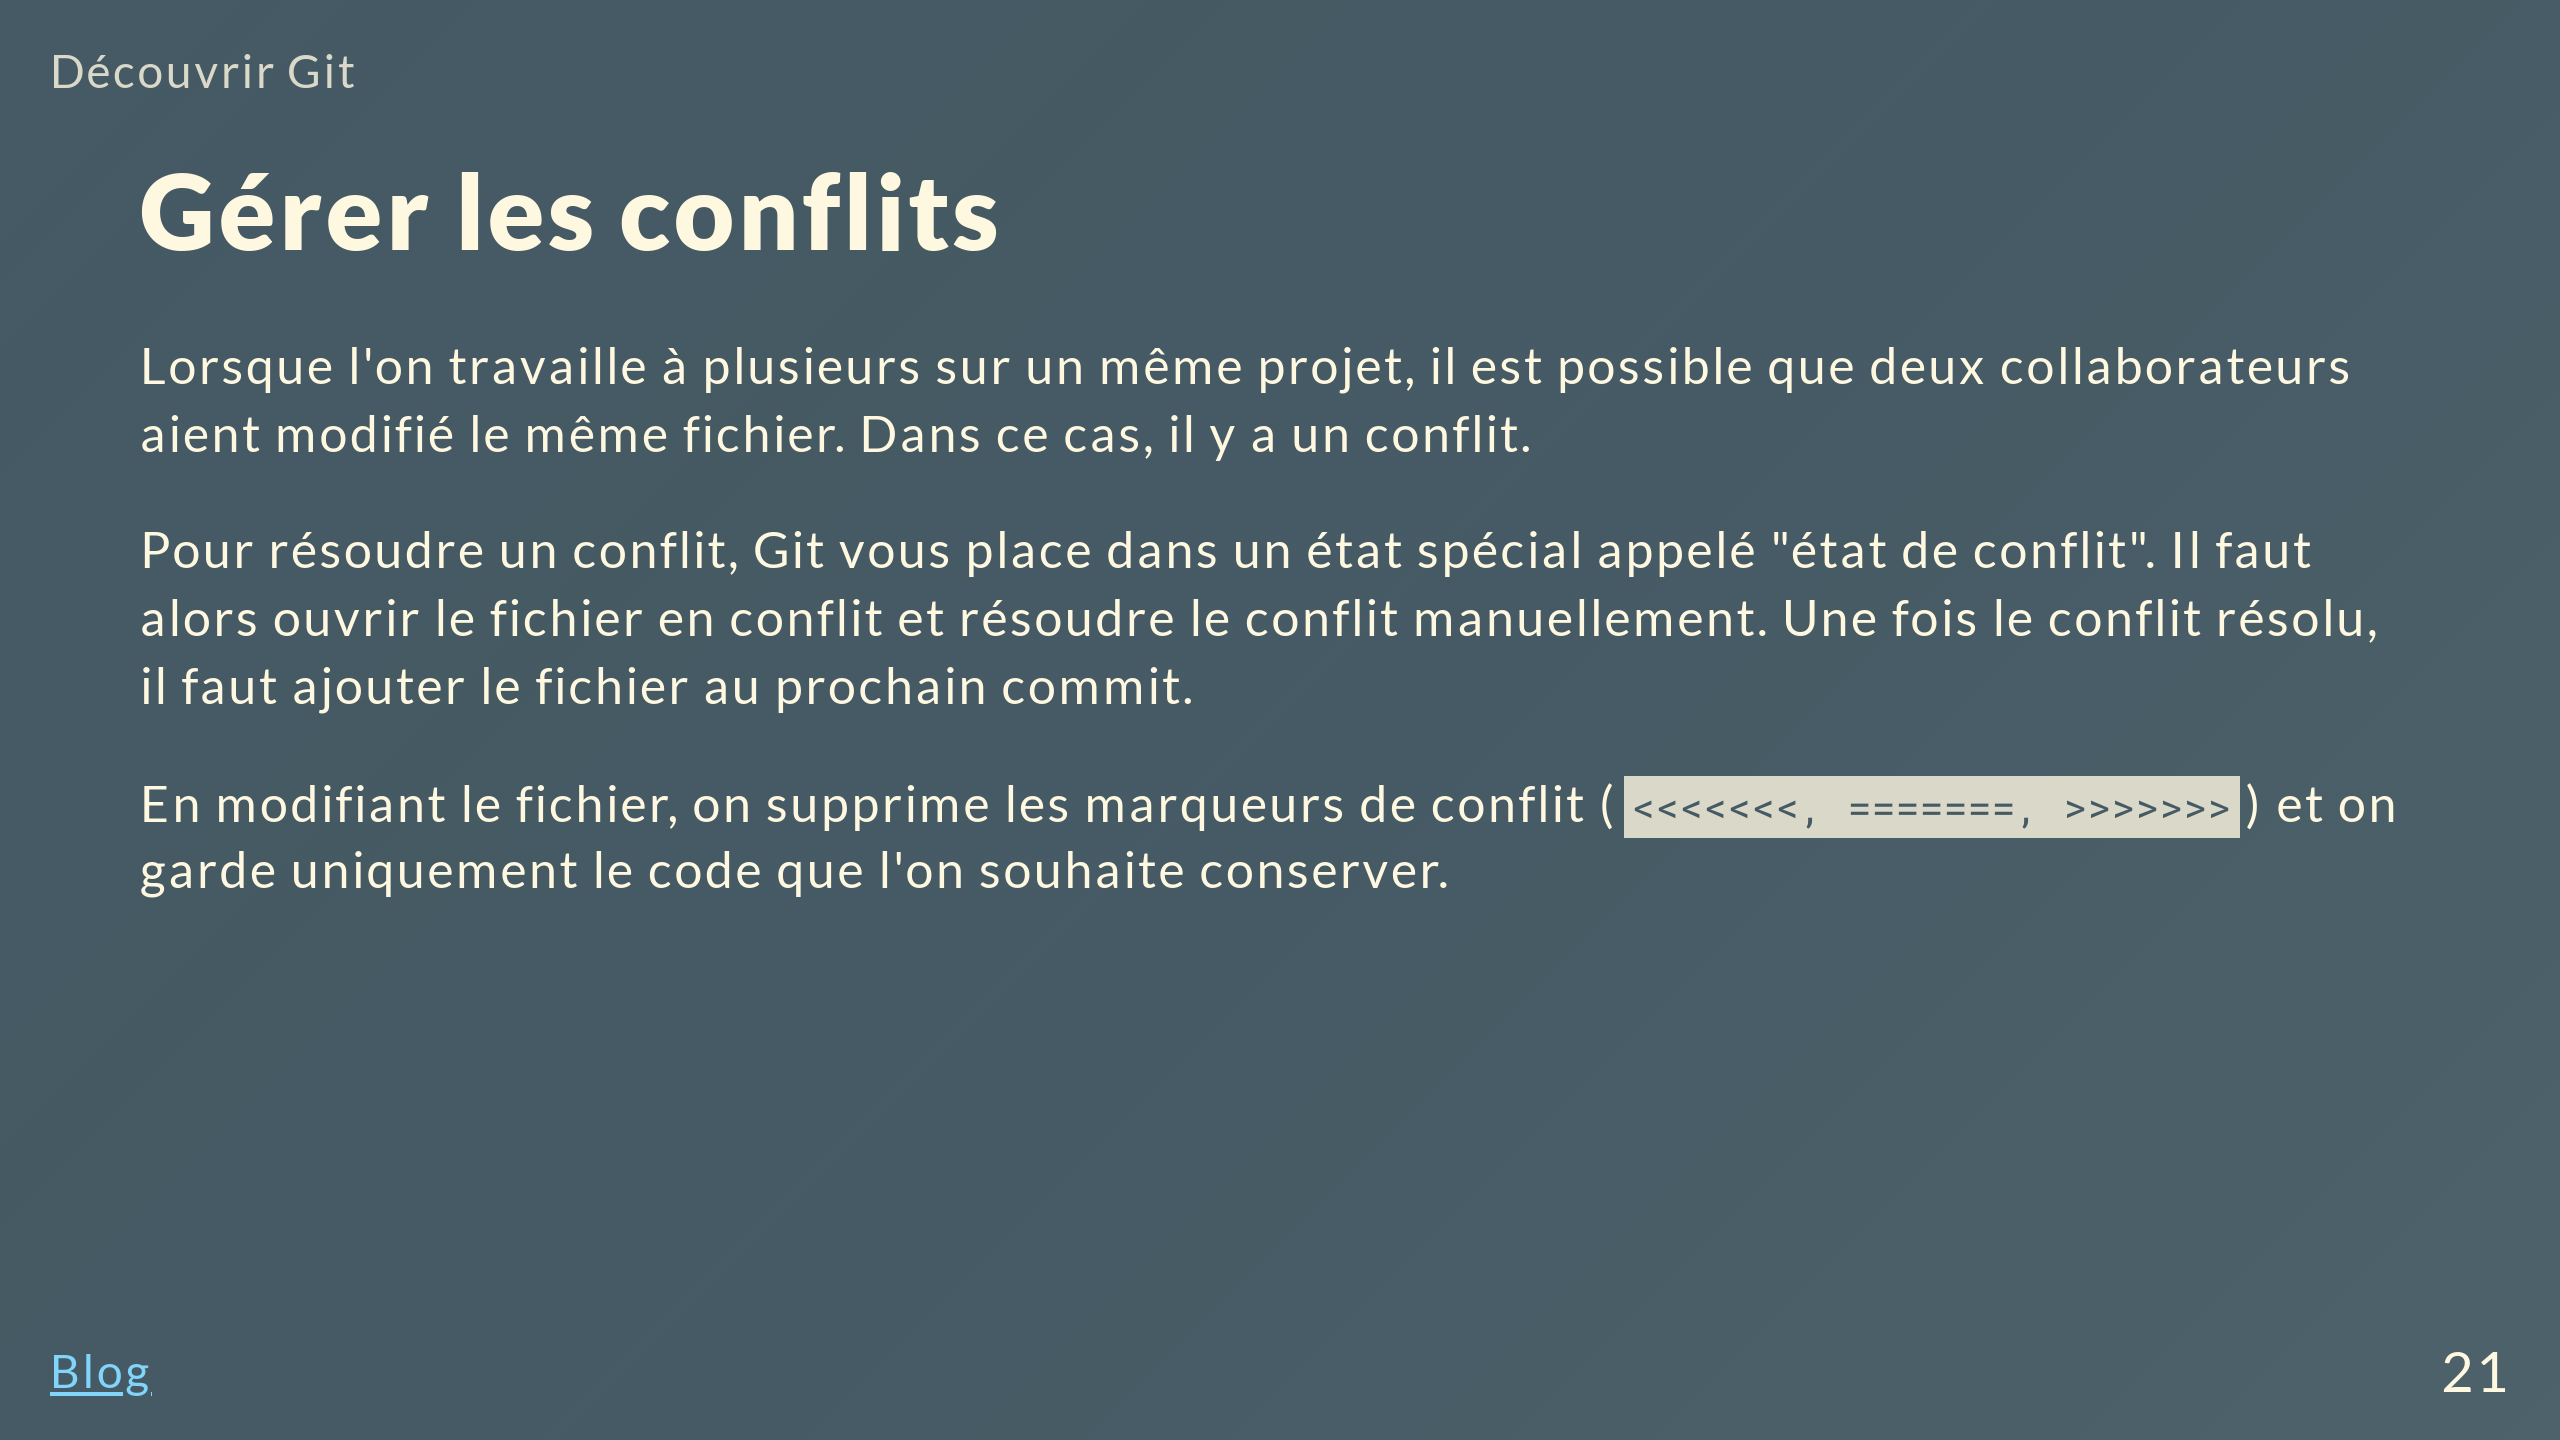 Découvrir Git
Gérer les conflits
Lorsque l'on travaille à plusieurs sur un même projet, il est possible que deux collaborateurs
aient modifié le même fichier. Dans ce cas, il y a un conflit.
Pour résoudre un conflit, Git vous place dans un état spécial appelé "état de conflit". Il faut
alors ouvrir le fichier en conflit et résoudre le conflit manuellement. Une fois le conflit résolu,
il faut ajouter le fichier au prochain commit.
En modifiant le fichier, on supprime les marqueurs de conflit ( <<<<<<<, =======, >>>>>>> ) et on
garde uniquement le code que l'on souhaite conserver.
Blog
21